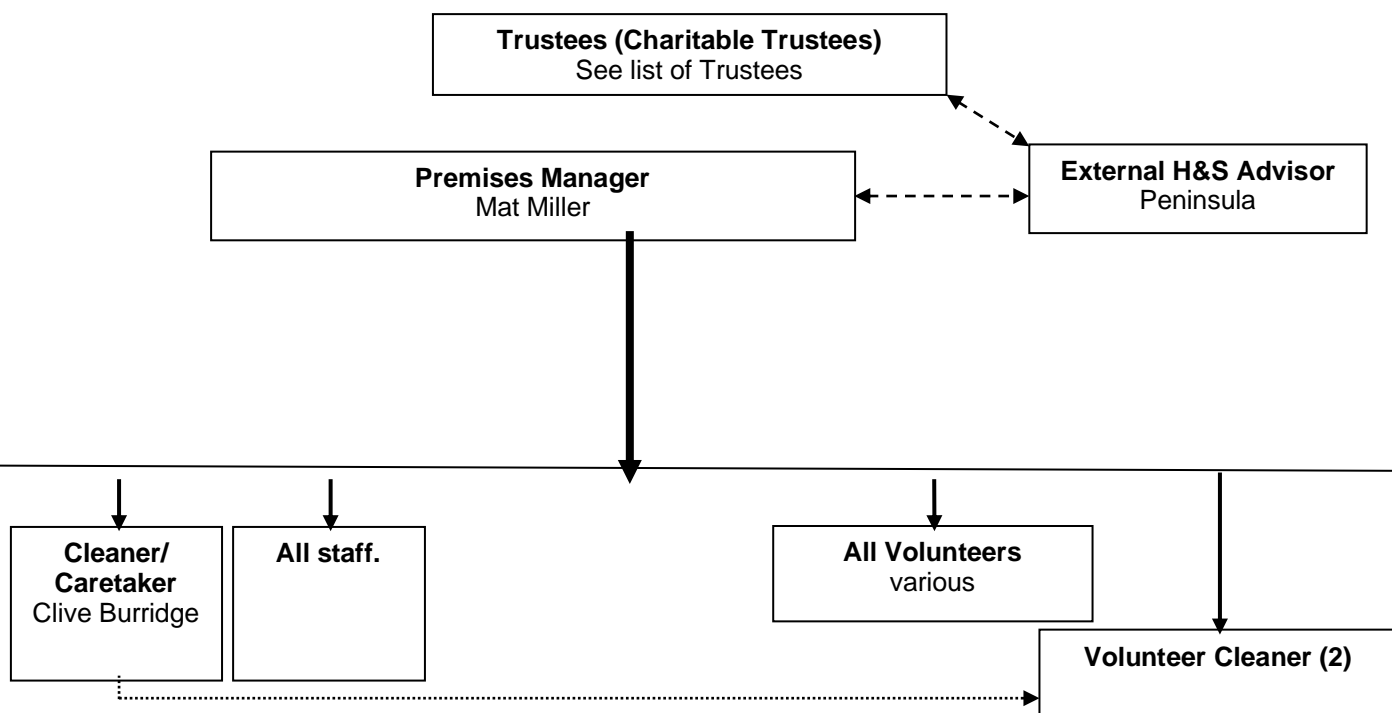 Trustees (Charitable Trustees)
See list of Trustees
Premises Manager
Mat Miller
External H&S Advisor
Peninsula
Cleaner/
Caretaker
Clive Burridge
All staff.
All Volunteers
various
Volunteer Cleaner (2)